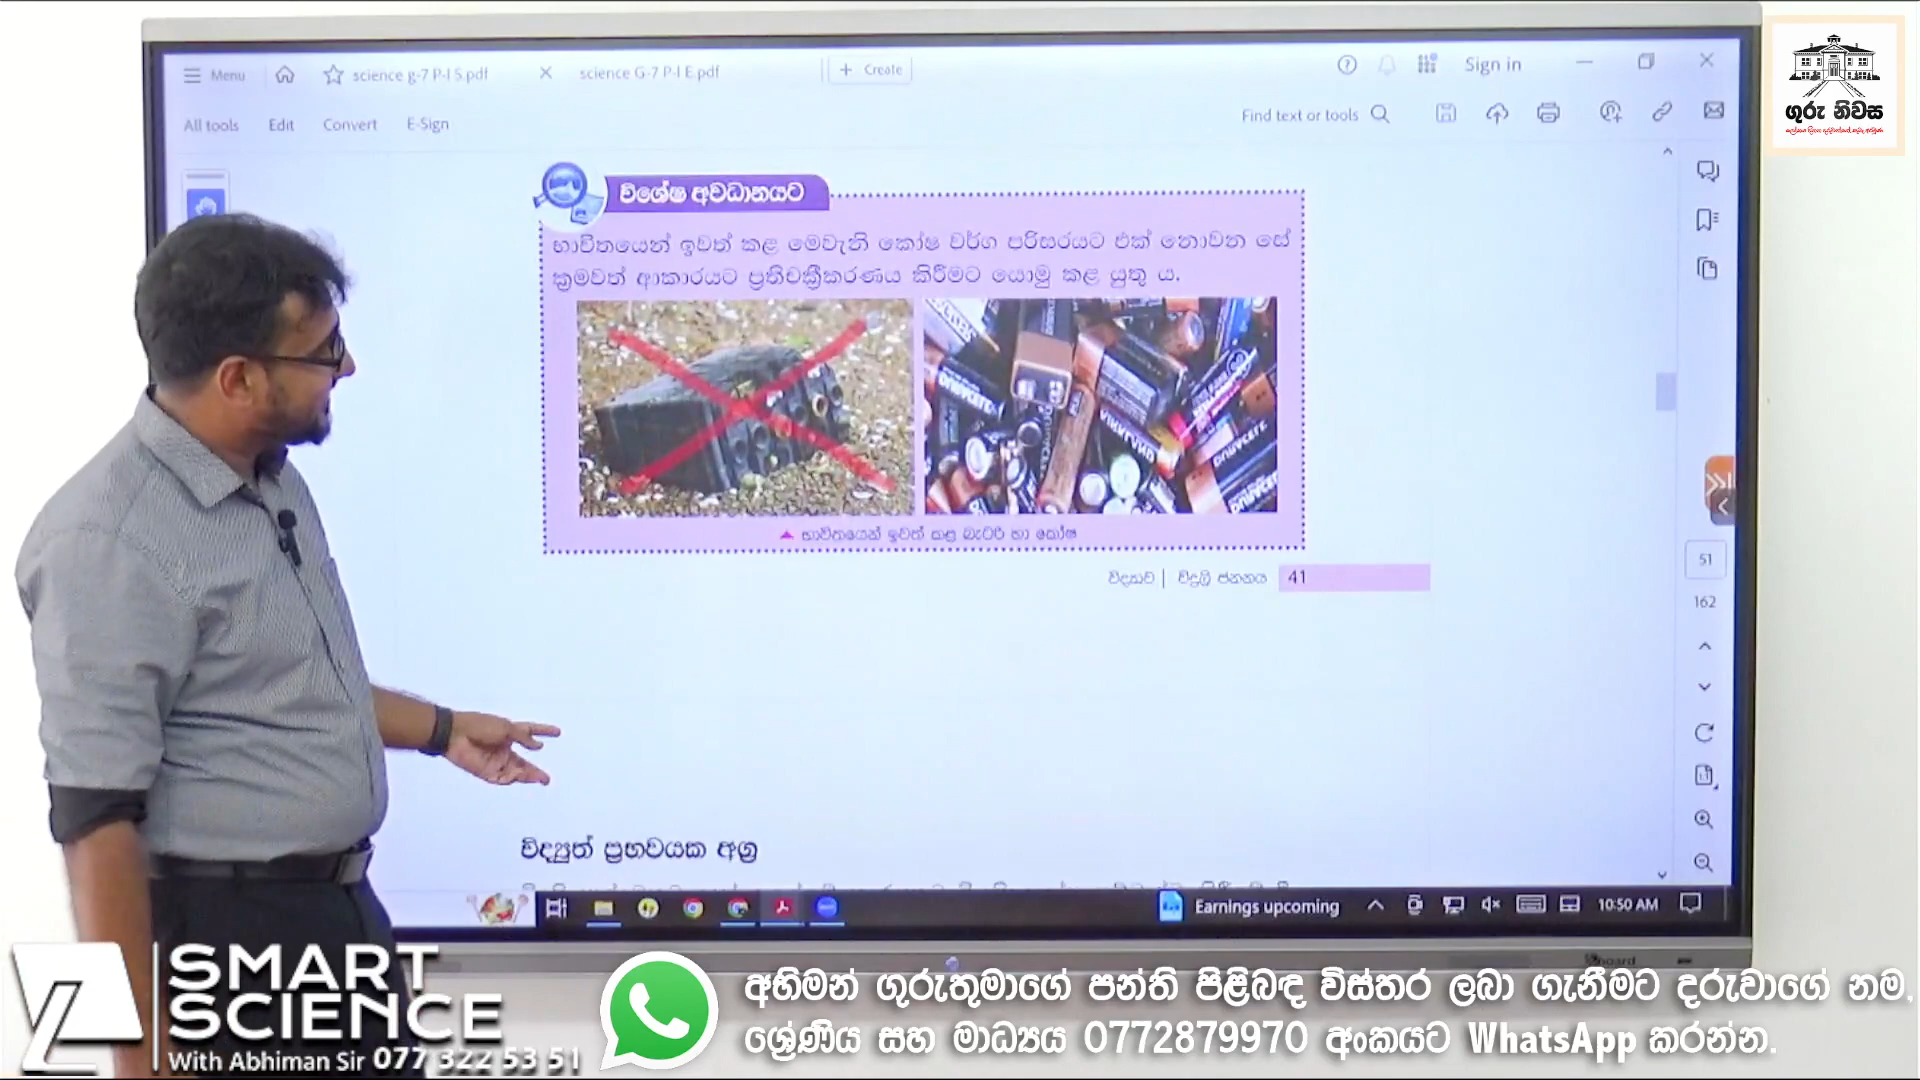 Menu
science g-7 P-I S.pdf
science G-7 P-I E.pdf
Create
Sign in
All tools
Edit
Convert
E-Sign
Find text or tools
ගුරු නිවස
විශේෂ අවධානයට
භාවිතයෙන් ඉවත් කළ මෙවැනි කෝෂ වර්ග පරිසරයට එක් නොවන සේ
ක්‍රමවත් ආකාරයට ප්‍රතිචක්‍රීකරණය කිරීමට යොමු කළ යුතු ය.
භාවිතයෙන් ඉවත් කළ බැටරි හා කෝෂ
විද්‍යාව | විදුලි ජනනය 41
51
162
විද්‍යුත් ප්‍රභවයක අග්‍ර
Earnings upcoming
10:50 AM
SMART
SCIENCE
With Abhiman Sir 077 322 53 51
අභිමන් ගුරුතුමාගේ පන්ති පිළිබඳ විස්තර ලබා ගැනීමට දරුවාගේ නම,
ශ්‍රේණිය සහ මාධ්‍යය 0772879970 අංකයට WhatsApp කරන්න.